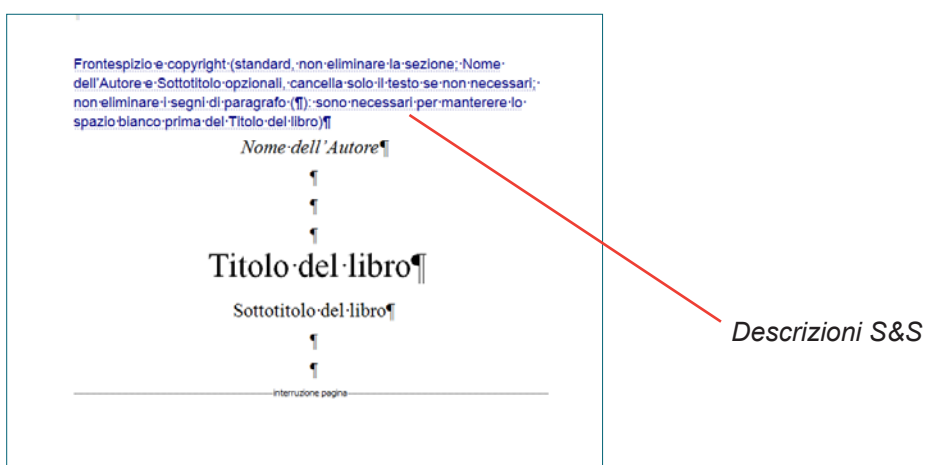 Frontespizio·e·copyright·(standard,·non·eliminare·la·sezione;·Nome·
dell'Autore·e·Sottotitolo·opzionali,·cancella·solo·il·testo·se·non·necessari;·
non·eliminare·i·segni·di·paragrafo·(¶):·sono·necessari·per·manterere·lo·
spazio·bianco·prima·del·Titolo·del·libro)¶
Nome·dell'Autore¶
¶
¶
¶
Titolo·del·libro¶
Sottotitolo·del·libro¶
Descrizioni S&S
¶
¶
interruzione pagina